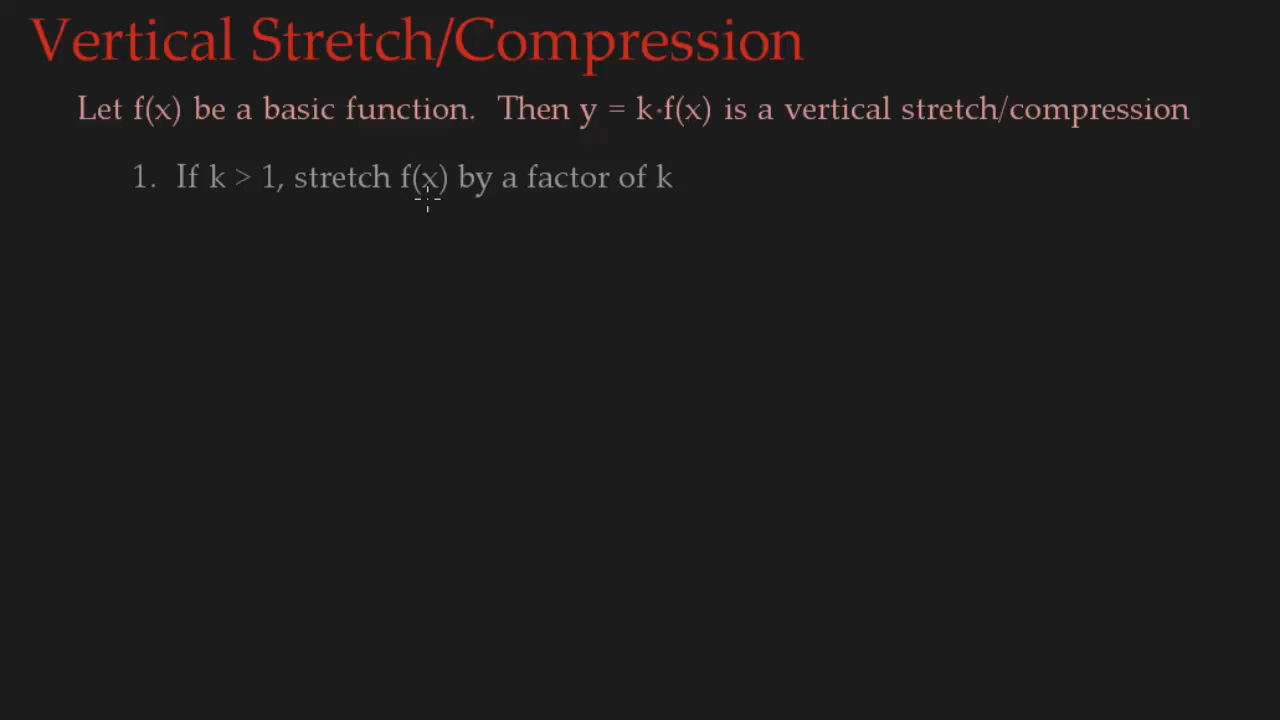 Vertical Stretch/Compression
Let f(x) be a basic function. Then y = k·f(x) is a vertical stretch/compression
1. If k > 1, stretch f(x) by a factor of k